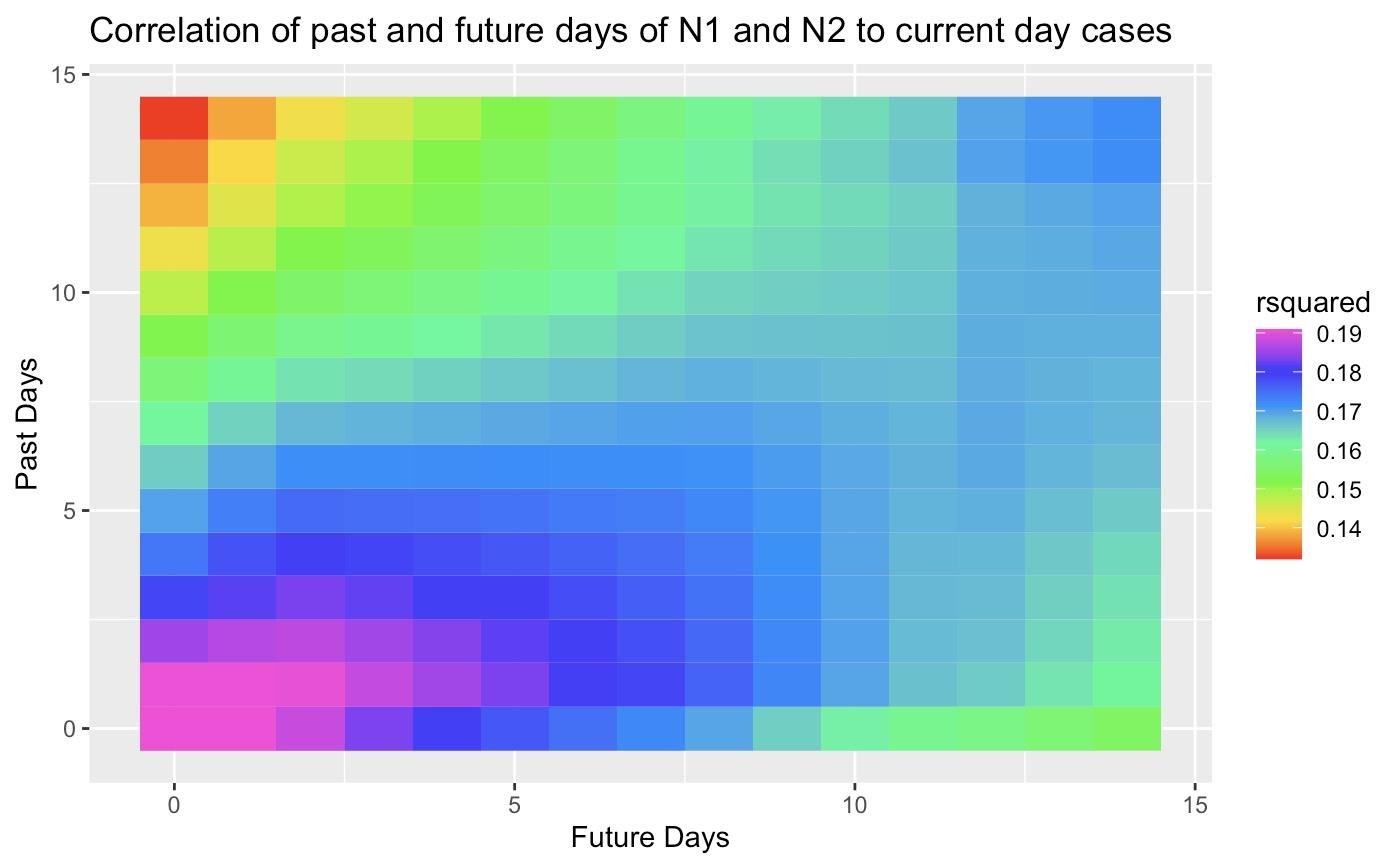 Correlation of past and future days of N1 and N2 to current day cases
15
10
5
0
Past Days
0 5 10 15
Future Days
rsquared
0.19
0.18
0.17
0.16
0.15
0.14